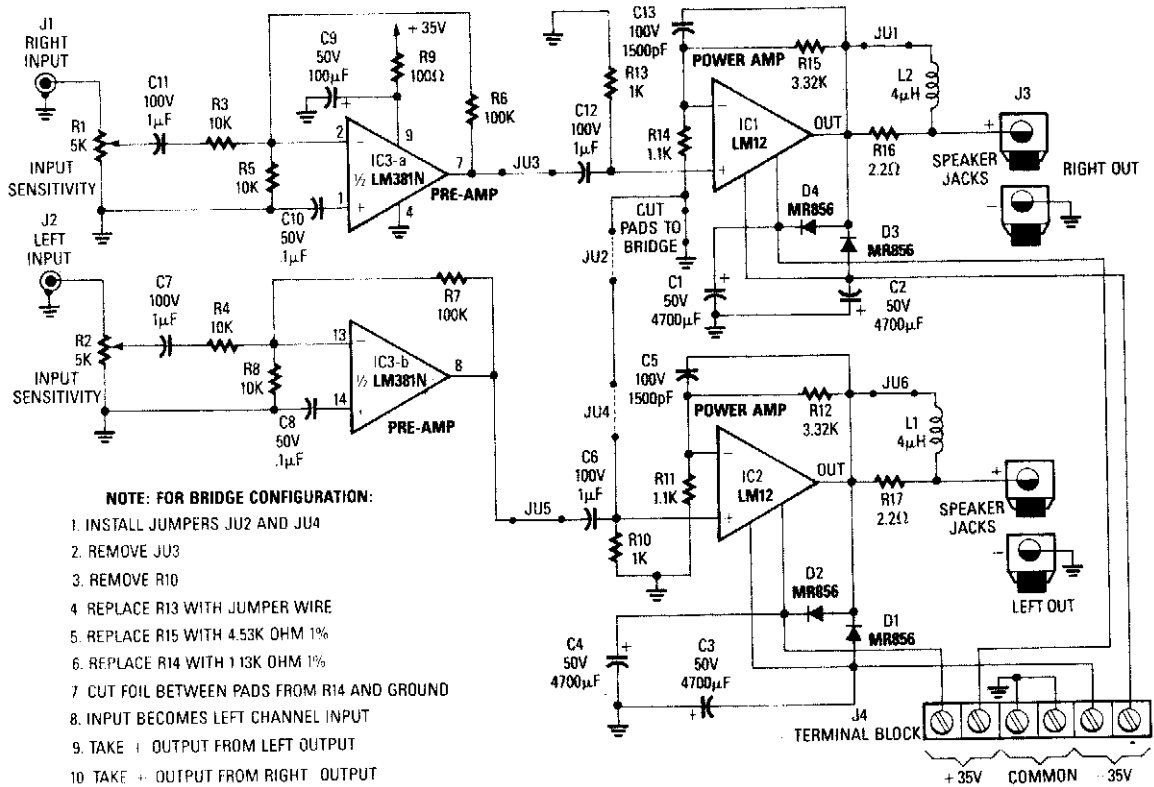 J1
RIGHT
INPUT
R1
5K
INPUT
SENSITIVITY
J2
LEFT
INPUT
C11
100V
1µF
R3
10K
R5
10K
C10
50V
.1µF
C9
50V
100µF
+35V
R9
100Ω
2
9
IC3-a
½ LM381N
1
4
7
PRE-AMP
R6
100K
JU3
C12
100V
1µF
R13
1K
C13
100V
1500pF
POWER AMP
R15
3.32K
JU1
L2
4µH
R14
1.1K
IC1
LM12
OUT
R16
2.2Ω
J3
SPEAKER
JACKS
RIGHT OUT
CUT
PADS TO
BRIDGE
JU2
D4
MR856
D3
MR856
C1
50V
4700µF
C2
50V
4700µF
R2
5K
INPUT
SENSITIVITY
C7
100V
1µF
R4
10K
R8
10K
C8
50V
.1µF
13
14
IC3-b
½ LM381N
8
PRE-AMP
R7
100K
JU4
JU5
C6
100V
1µF
R10
1K
C5
100V
1500pF
POWER AMP
R12
3.32K
JU6
L1
4µH
R11
1.1K
IC2
LM12
OUT
R17
2.2Ω
SPEAKER
JACKS
LEFT OUT
D2
MR856
D1
MR856
C4
50V
4700µF
C3
50V
4700µF
J4
TERMINAL BLOCK
+35V COMMON -35V
NOTE: FOR BRIDGE CONFIGURATION:
1. INSTALL JUMPERS JU2 AND JU4
2. REMOVE JU3
3. REMOVE R10
4 REPLACE R13 WITH JUMPER WIRE
5. REPLACE R15 WITH 4.53K OHM 1%
6. REPLACE R14 WITH 1.13K OHM 1%
7 CUT FOIL BETWEEN PADS FROM R14 AND GROUND
8. INPUT BECOMES LEFT CHANNEL INPUT
9. TAKE OUTPUT FROM LEFT OUTPUT
10 TAKE OUTPUT FROM RIGHT OUTPUT